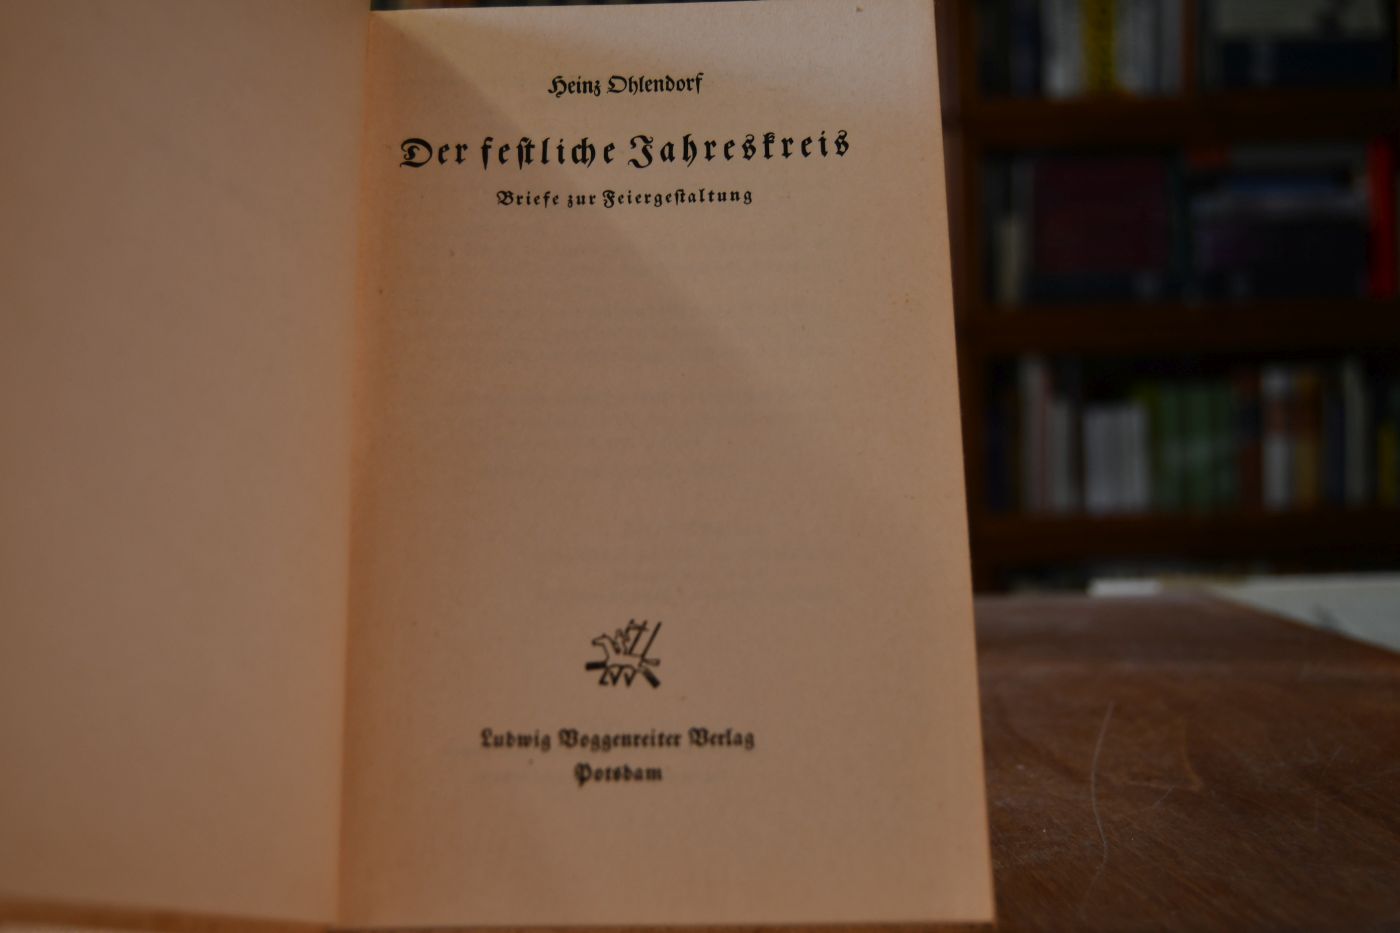 Heinz Ohlendorf
Der festliche Jahreskreis
Briefe zur Feiergestaltung
Ludwig Voggenreiter Verlag
Potsdam